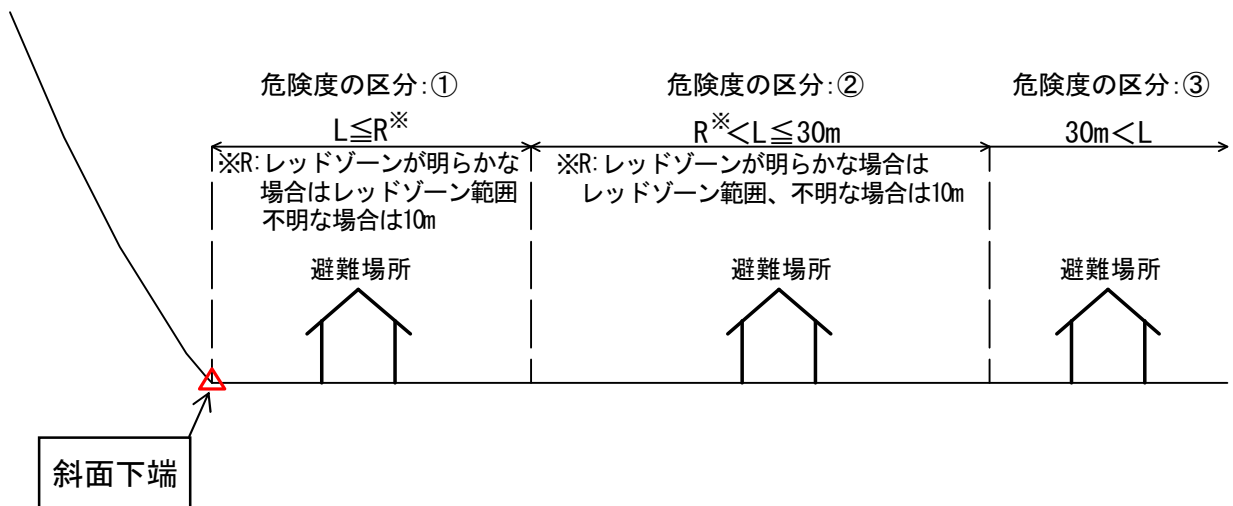 危険度の区分:①
危険度の区分:②
危険度の区分:③
L≦R※
R※<L≦30m
30m<L
※R:レッドゾーンが明らかな
場合はレッドゾーン範囲
不明な場合は10m
※R:レッドゾーンが明らかな場合は
レッドゾーン範囲、不明な場合は10m
避難場所
避難場所
避難場所
斜面下端